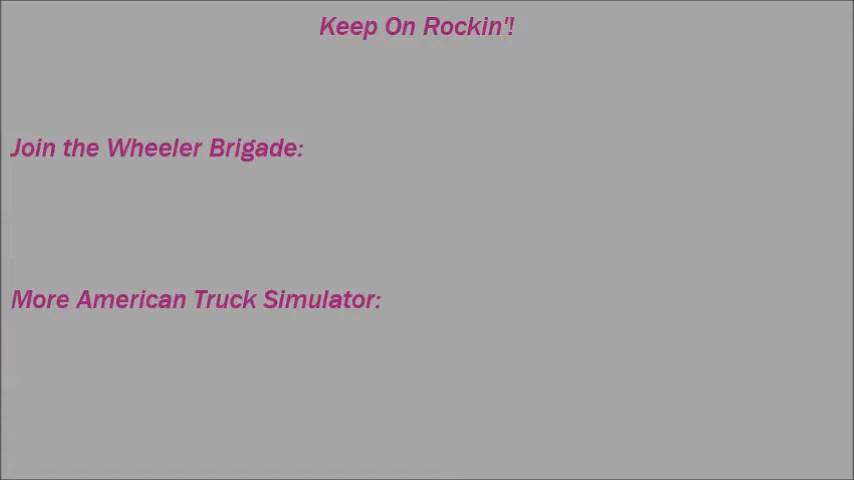 Keep On Rockin'!
Join the Wheeler Brigade:
More American Truck Simulator: